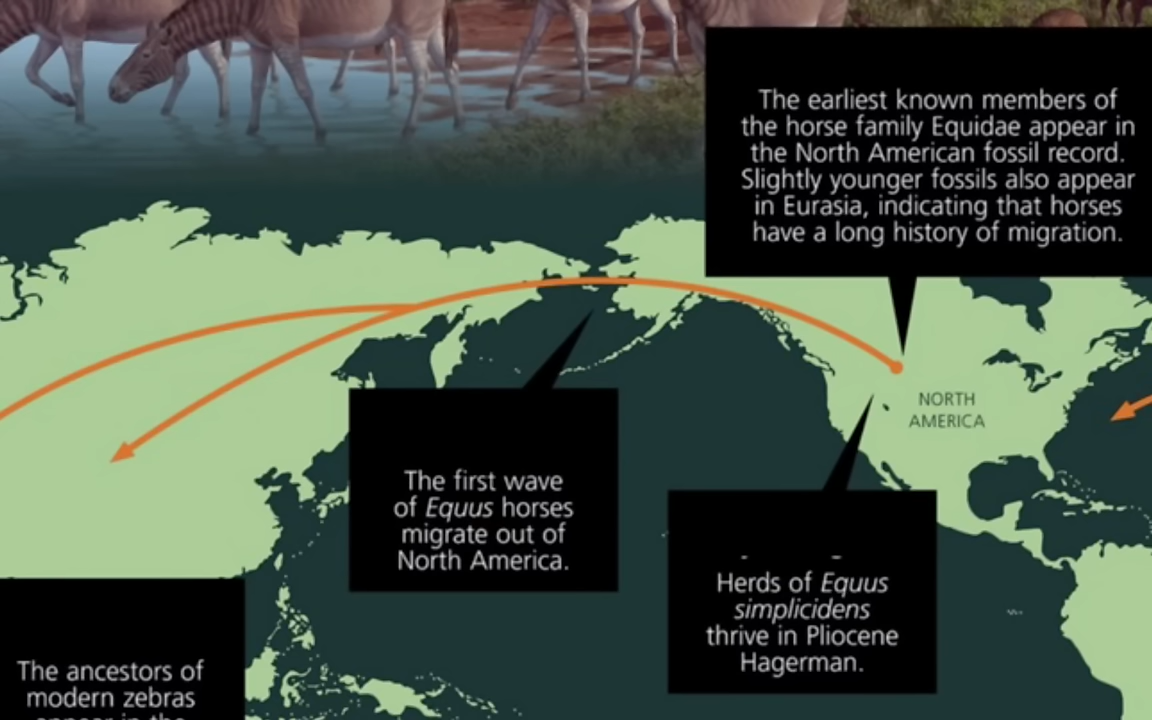 The earliest known members of
the horse family Equidae appear in
the North American fossil record.
Slightly younger fossils also appear
in Eurasia, indicating that horses
have a long history of migration.
NORTH
AMERICA
The first wave
of Equus horses
migrate out of
North America.
Herds of Equus
simplicidens
thrive in Pliocene
Hagerman.
The ancestors of
modern zebras
appear in the